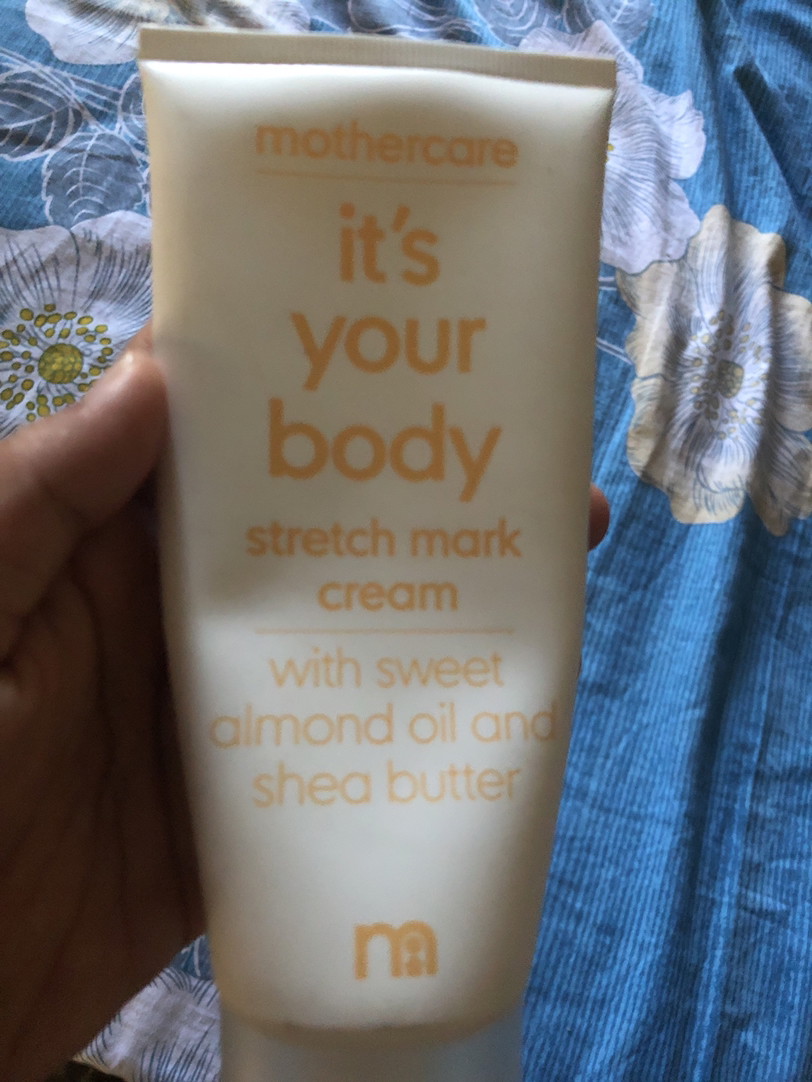 mothercare
it's
your
body
stretch mark
cream
with sweet
almond oil and
shea butter
m